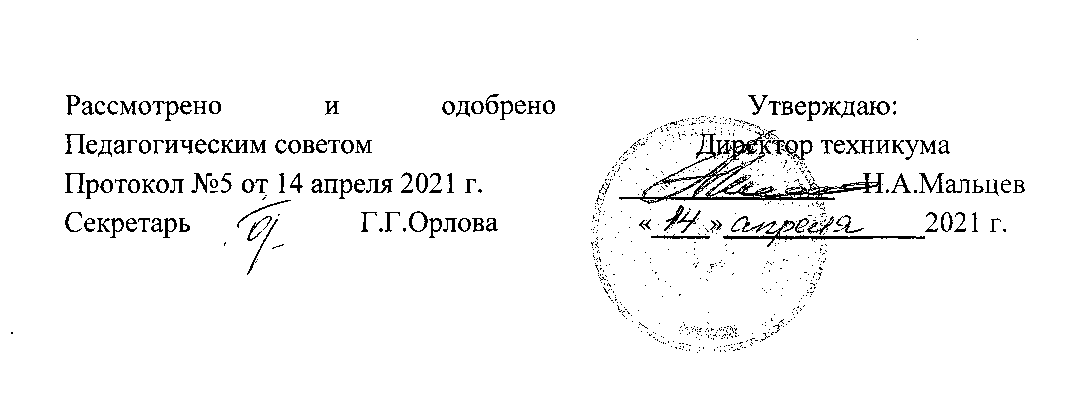 Рассмотрено и одобрено
Педагогическим советом
Протокол №5 от 14 апреля 2021 г.
Секретарь Г.Г.Орлова
Утверждаю:
Директор техникума
Н.А.Мальцев
« 14 » апреля 2021 г.